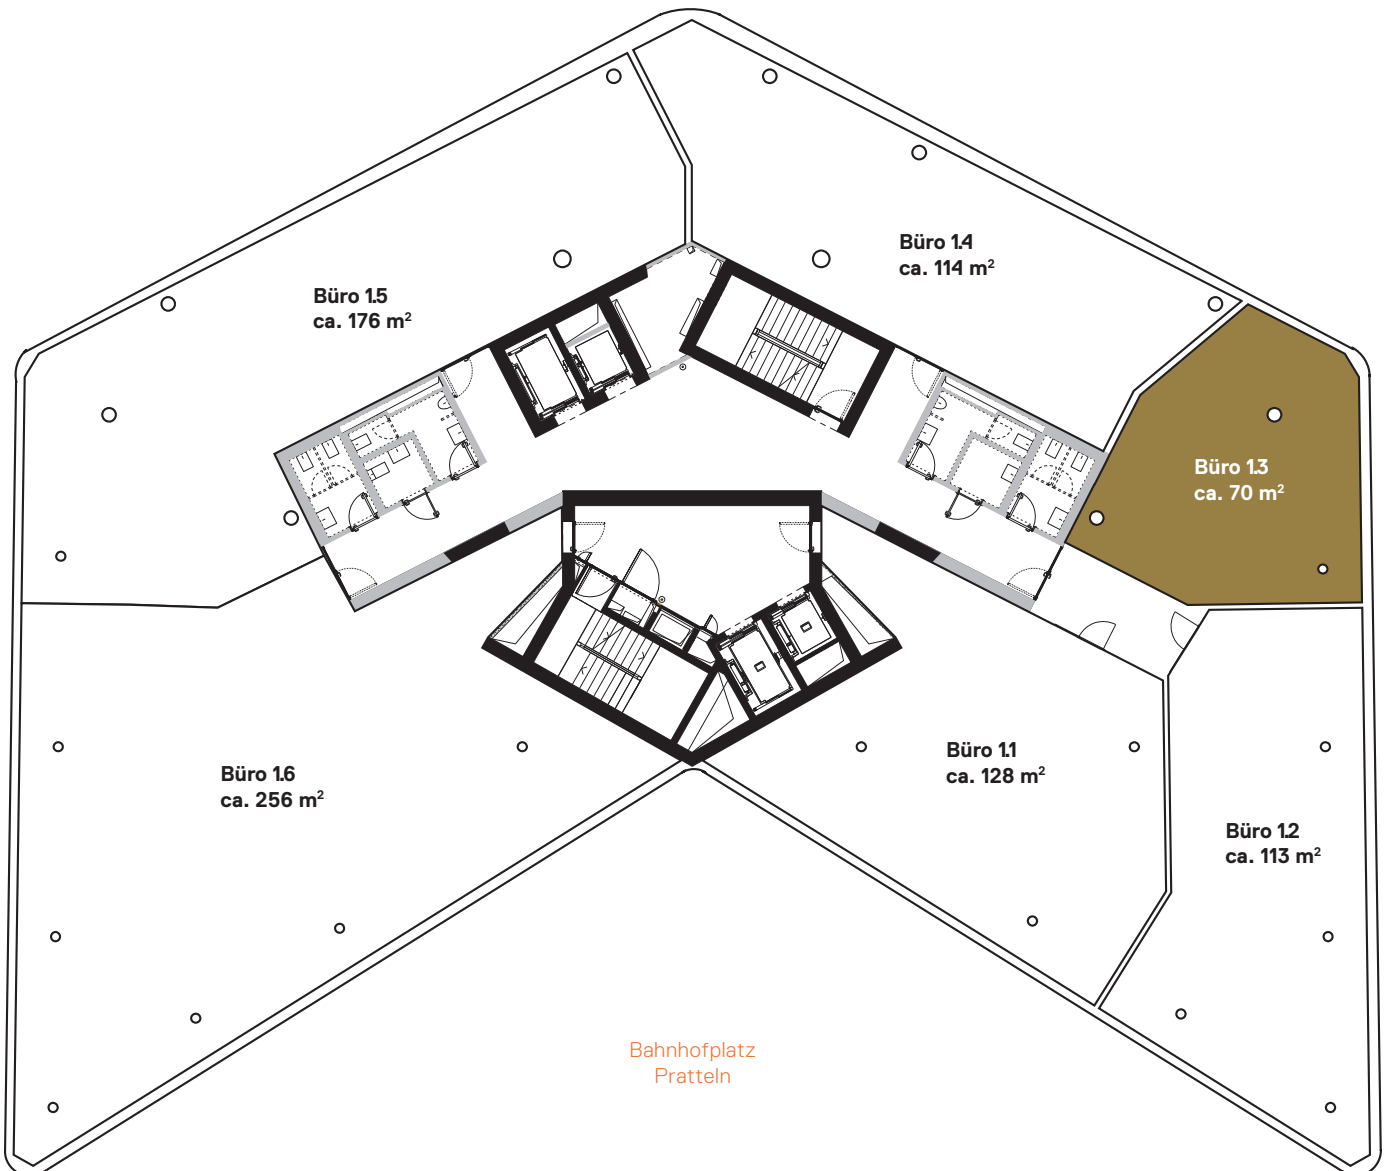 Büro 1.4
ca. 114 m²
Büro 1.5
ca. 176 m²
Büro 1.3
ca. 70 m²
Büro 1.1
ca. 128 m²
Büro 1.6
ca. 256 m²
Büro 1.2
ca. 113 m²
Bahnhofplatz
Pratteln